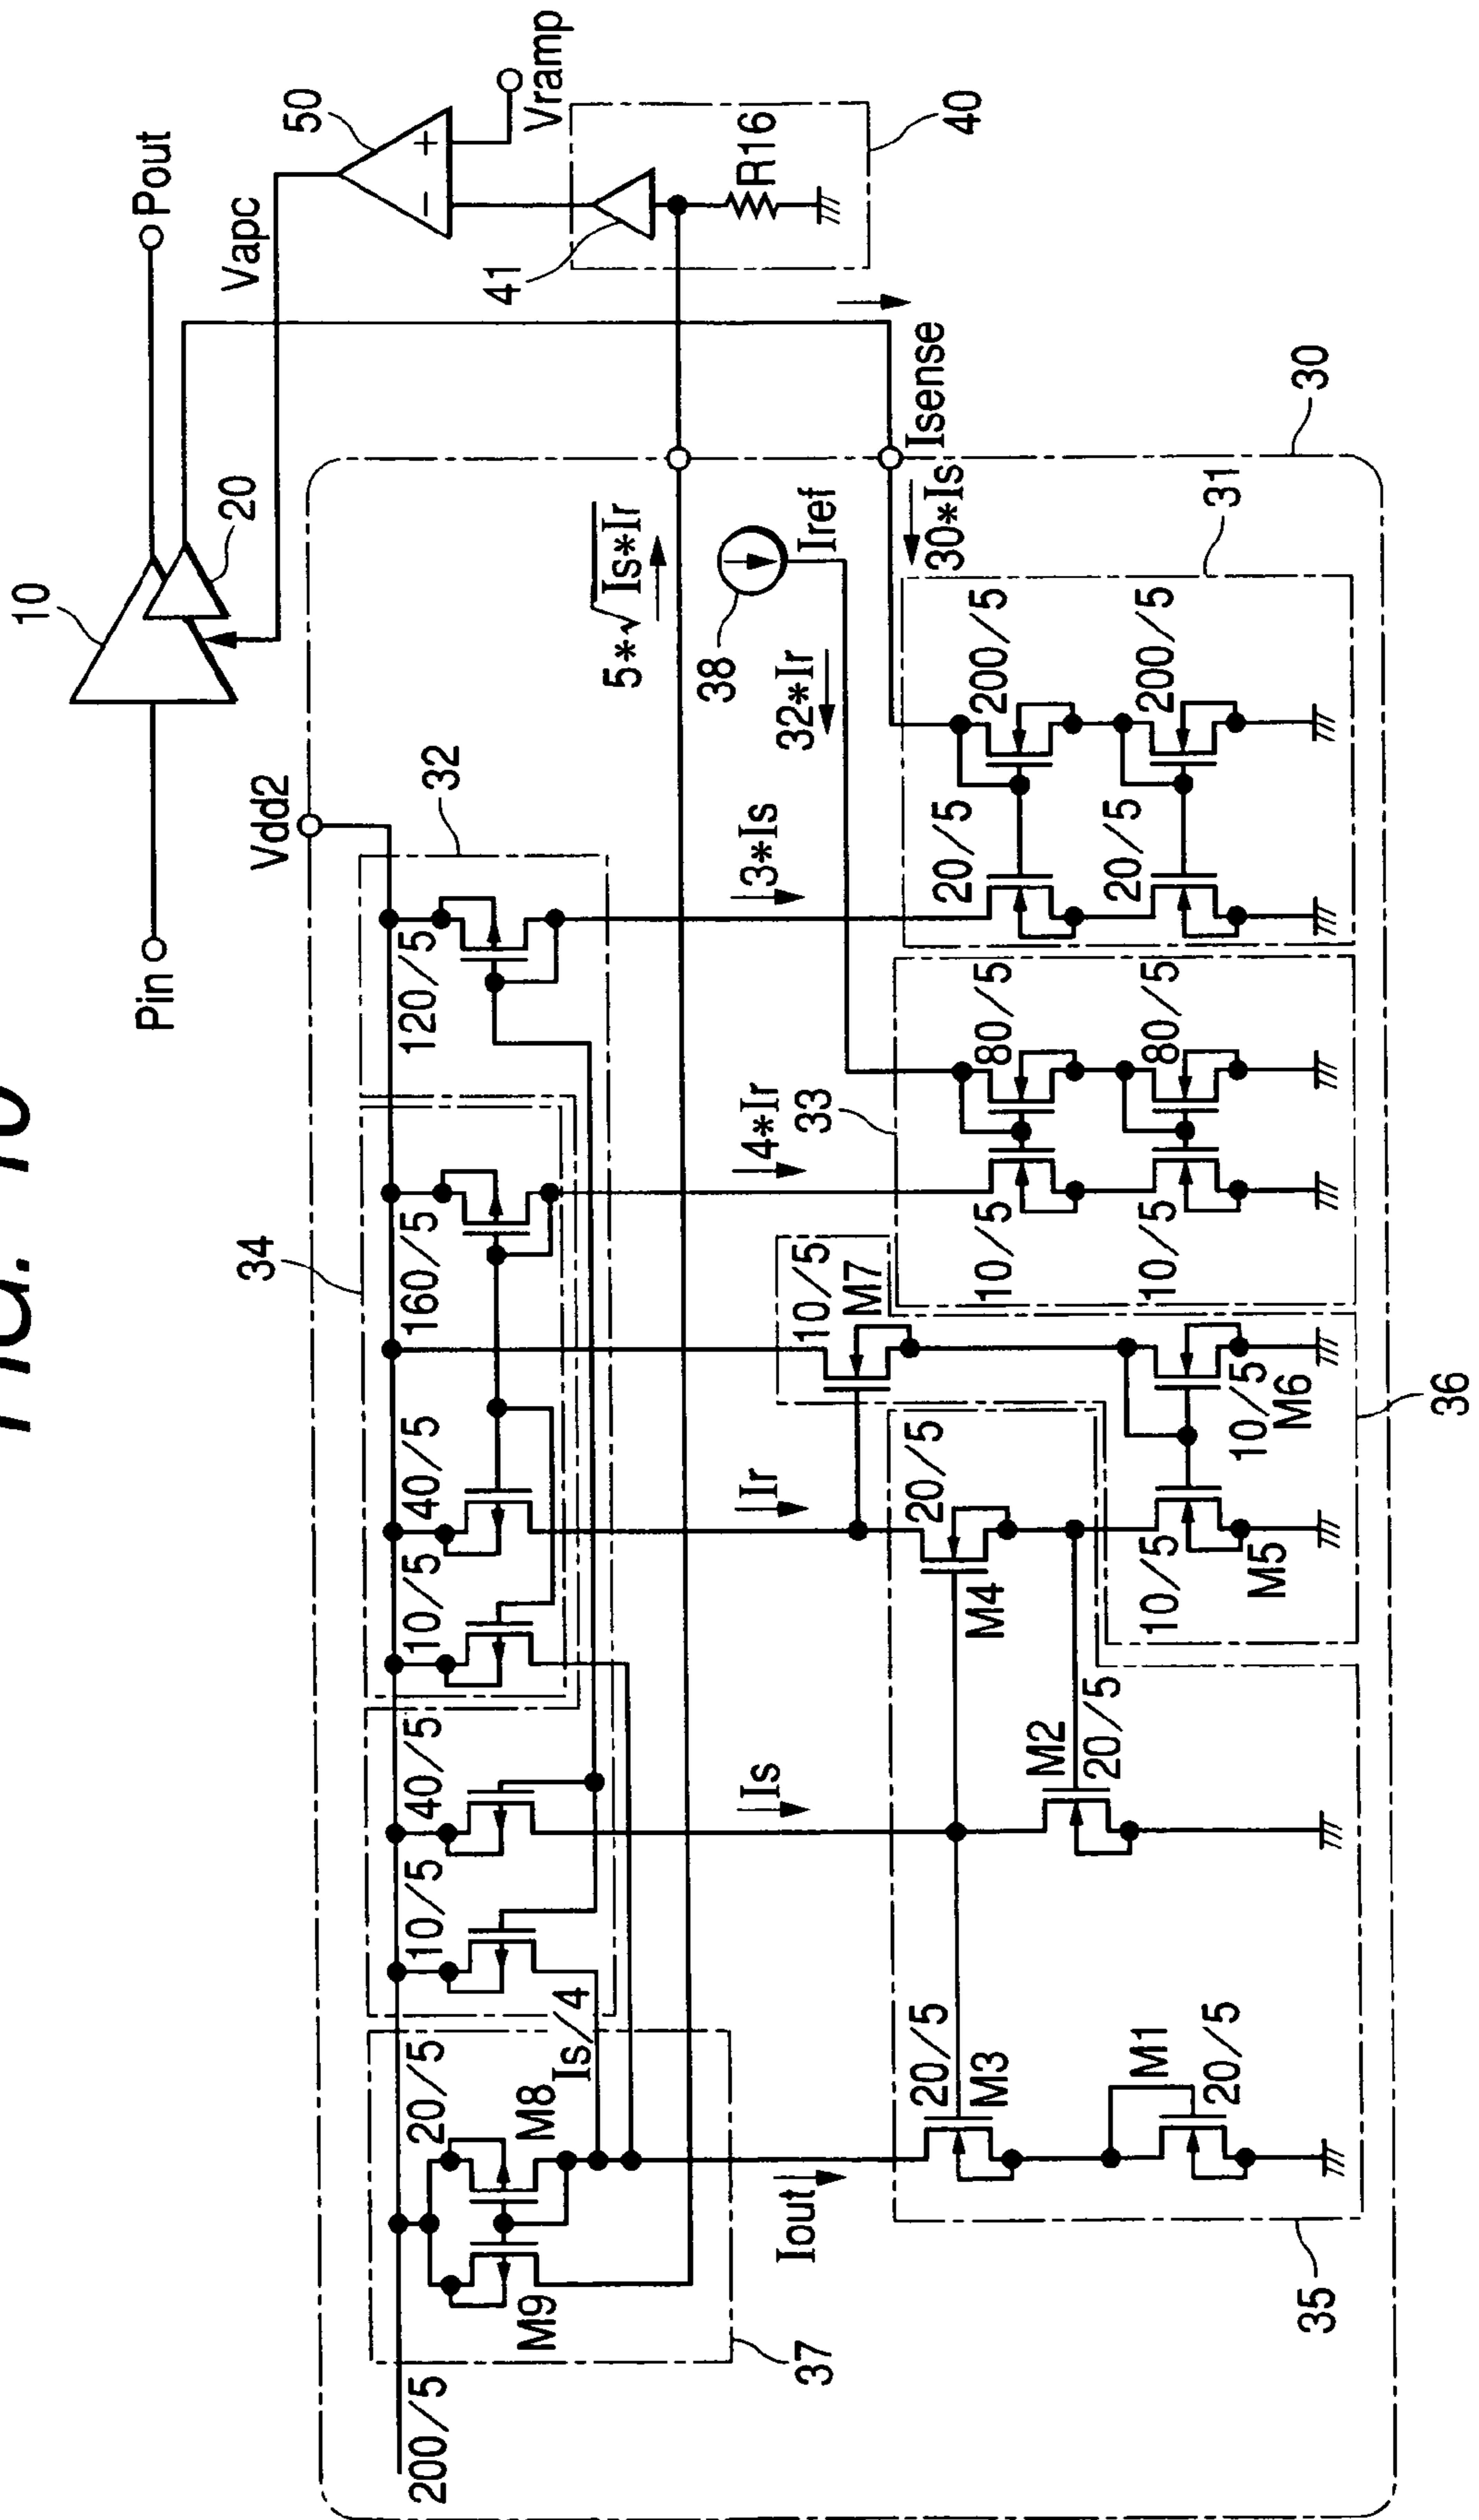 FIG. 10
Pin
Pout
10
20
Vapc
50
Vramp
41
R16
40
Vdd2
32
34
30
200/5
M9
20/5
M8
Is/4
37
10/5
40/5
10/5
40/5
160/5
120/5
5*√Is*Ir
38
Iref
32*Ir
Isense
30*Is
Iout
Is
Ir
4*Ir
3*Is
33
31
20/5
M3
M1
20/5
M2
20/5
M4
20/5
10/5
M7
10/5
M5
10/5
M6
10/5
10/5
80/5
80/5
20/5
20/5
200/5
200/5
35
36